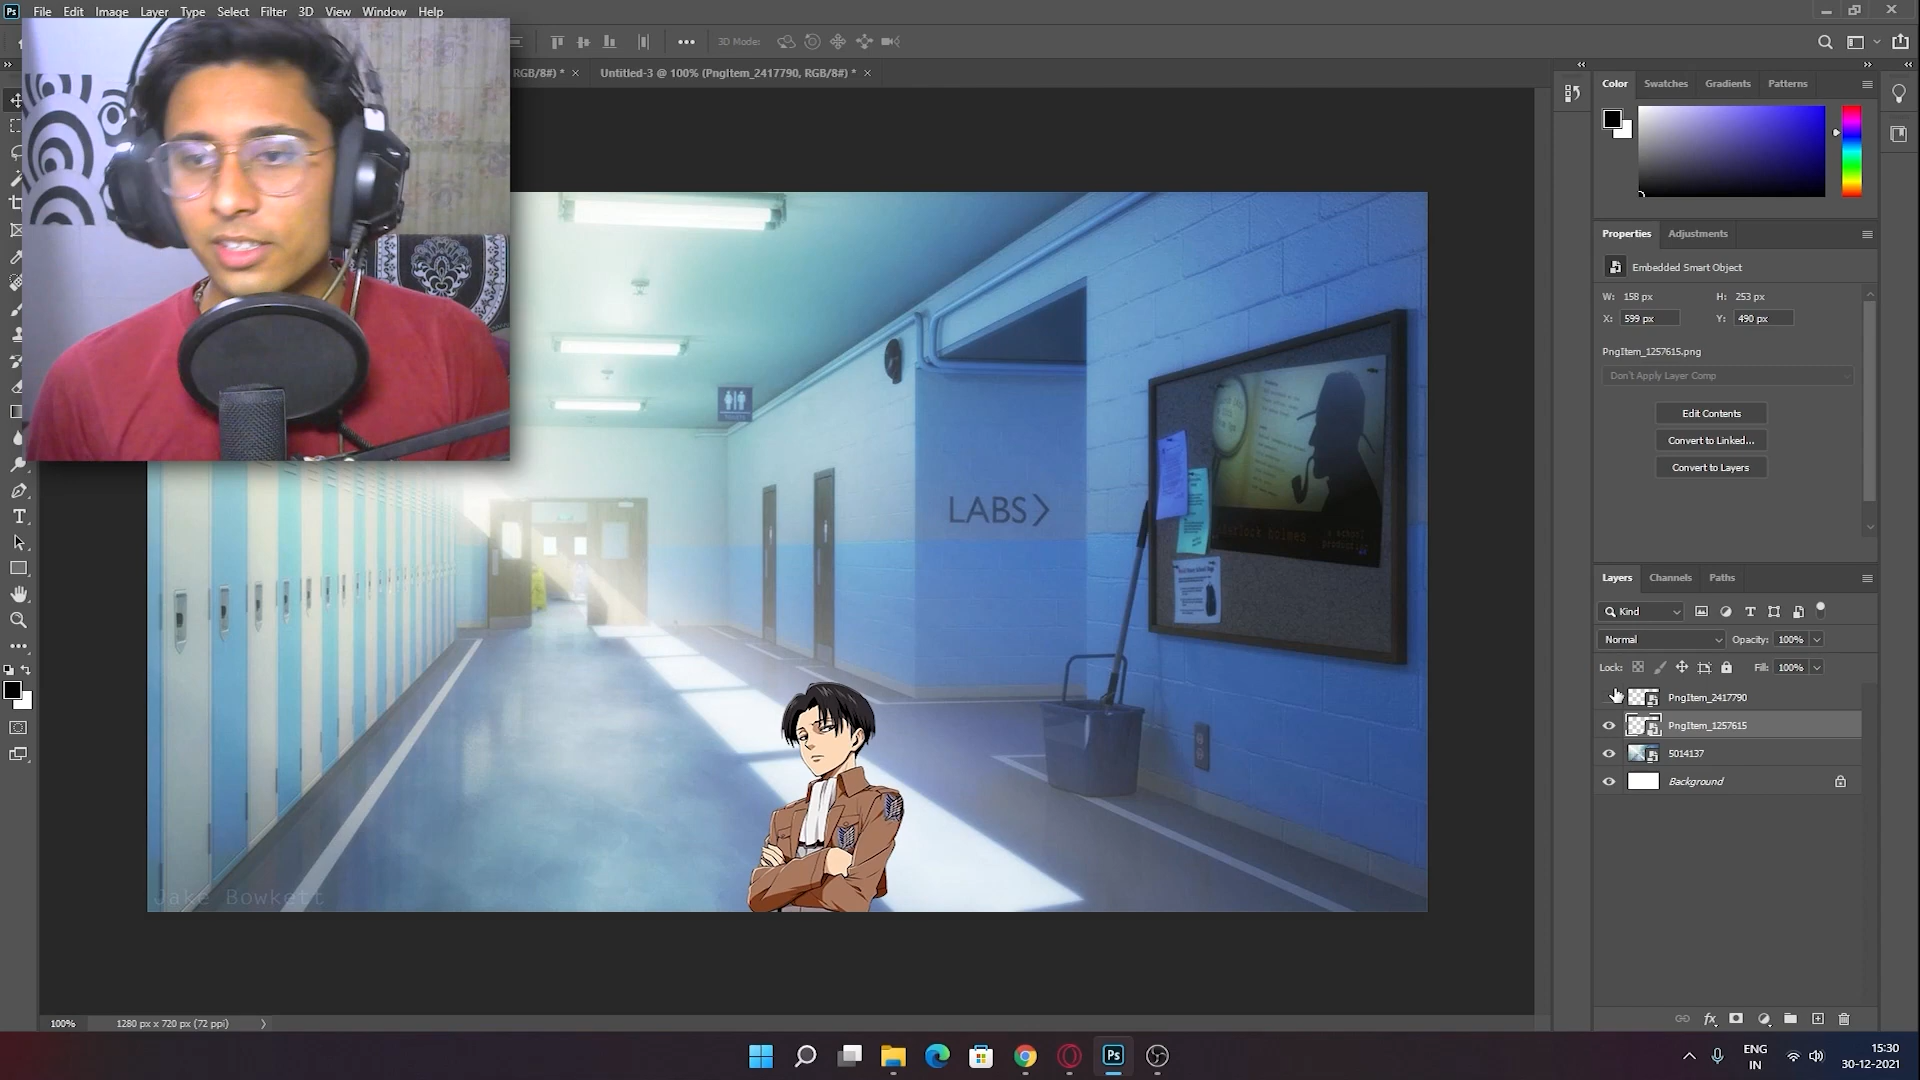 Ps File Edit Image Layer Type Select Filter 3D View Window Help
3D Mode:
RGB/8#) * × Untitled-3 @ 100% (PngItem_2417790, RGB/8#) * ×
Color Swatches Gradients Patterns
Properties Adjustments
Embedded Smart Object
W: 158 px H: 253 px
X: 599 px Y: 490 px
PngItem_1257615.png
Don't Apply Layer Comp
Edit Contents
Convert to Linked...
Convert to Layers
LABS
Jake Bowkett
Layers Channels Paths
Kind
Normal Opacity: 100%
Lock: Fill: 100%
PngItem_2417790
PngItem_1257615
5014137
Background
fx
100% 1280 px x 720 px (72 ppi)
Ps
ENG
IN
15:30
30-12-2021